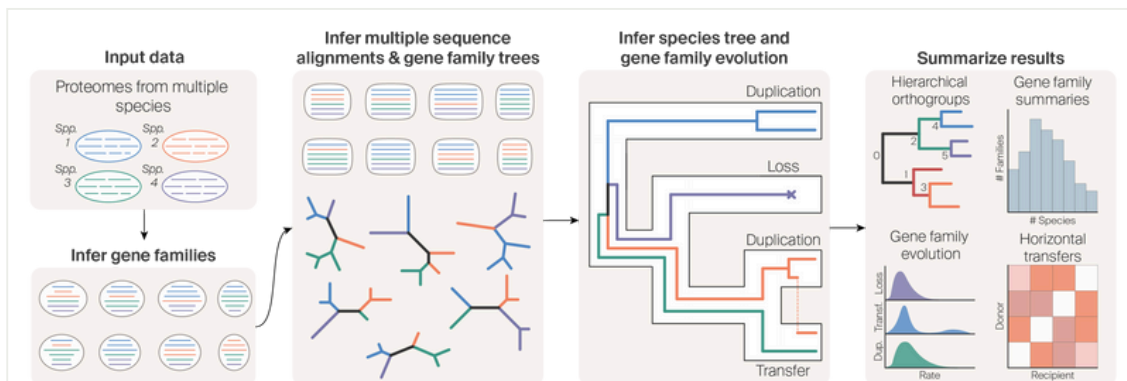 Input data
Proteomes from multiple
species
Spp.
1
Spp.
2
Spp.
3
Spp.
4
Infer gene families
Infer multiple sequence
alignments & gene family trees
Infer species tree and
gene family evolution
Duplication
Loss
Duplication
Transfer
Summarize results
Hierarchical
orthogroups
0
1
2
3
4
5
Gene family
summaries
# Families
# Species
Gene family
evolution
Loss
Transf.
Dup.
Rate
Horizontal
transfers
Donor
Recipient